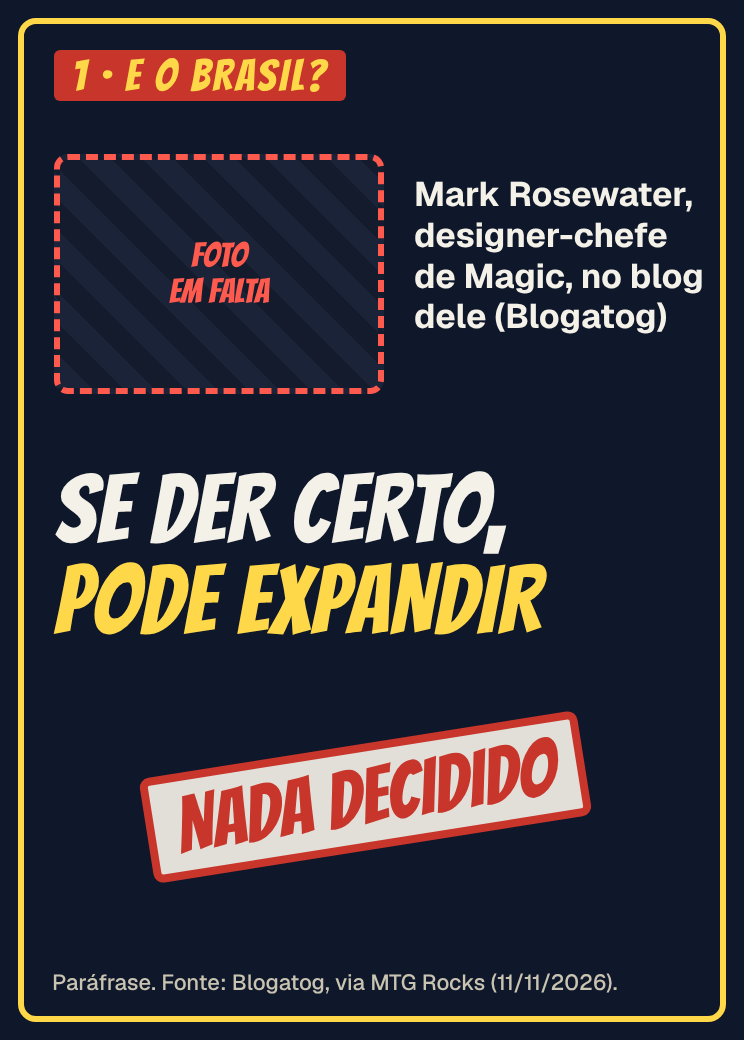 1 · E O BRASIL?
FOTO
EM FALTA
Mark Rosewater,
designer-chefe
de Magic, no blog
dele (Blogatog)
SE DER CERTO,
PODE EXPANDIR
NADA DECIDIDO
Paráfrase. Fonte: Blogatog, via MTG Rocks (11/11/2026).